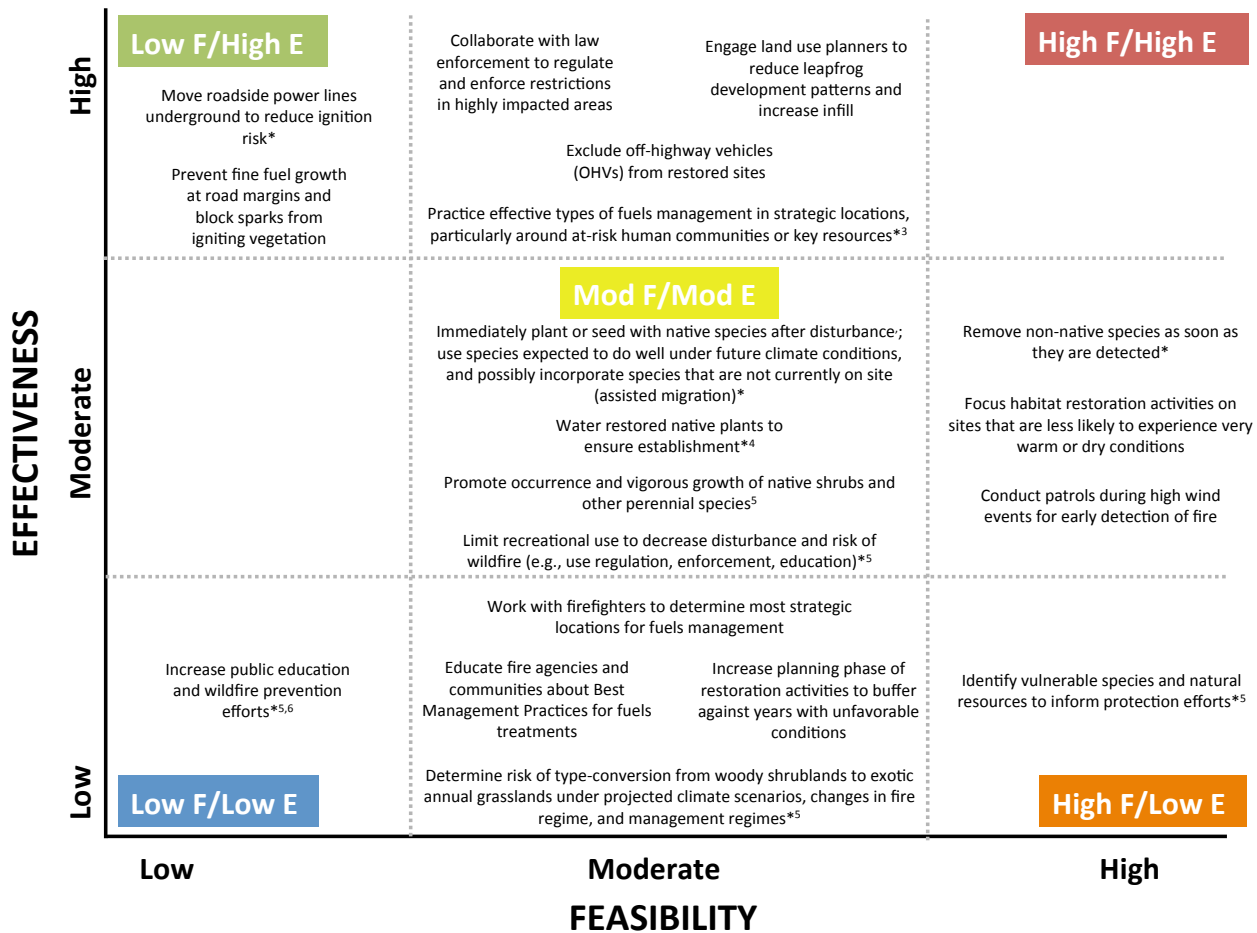 Low F/High E
High F/High E
High
Move roadside power lines
underground to reduce ignition
risk*
Prevent fine fuel growth
at road margins and
block sparks from
igniting vegetation
Collaborate with law
enforcement to regulate
and enforce restrictions
in highly impacted areas
Engage land use planners to
reduce leapfrog
development patterns and
increase infill
Exclude off-highway vehicles
(OHVs) from restored sites
Practice effective types of fuels management in strategic locations,
particularly around at-risk human communities or key resources*3
EFFECTIVENESS
Moderate
Mod F/Mod E
Immediately plant or seed with native species after disturbance,;
use species expected to do well under future climate conditions,
and possibly incorporate species that are not currently on site
(assisted migration)*
Water restored native plants to
ensure establishment*4
Promote occurrence and vigorous growth of native shrubs and
other perennial species5
Limit recreational use to decrease disturbance and risk of
wildfire (e.g., use regulation, enforcement, education)*5
Remove non-native species as soon as
they are detected*
Focus habitat restoration activities on
sites that are less likely to experience very
warm or dry conditions
Conduct patrols during high wind
events for early detection of fire
Low
Increase public education
and wildfire prevention
efforts*5,6
Low F/Low E
Work with firefighters to determine most strategic
locations for fuels management
Educate fire agencies and
communities about Best
Management Practices for fuels
treatments
Increase planning phase of
restoration activities to buffer
against years with unfavorable
conditions
Determine risk of type-conversion from woody shrublands to exotic
annual grasslands under projected climate scenarios, changes in fire
regime, and management regimes*5
Identify vulnerable species and natural
resources to inform protection efforts*5
High F/Low E
Low
Moderate
High
FEASIBILITY